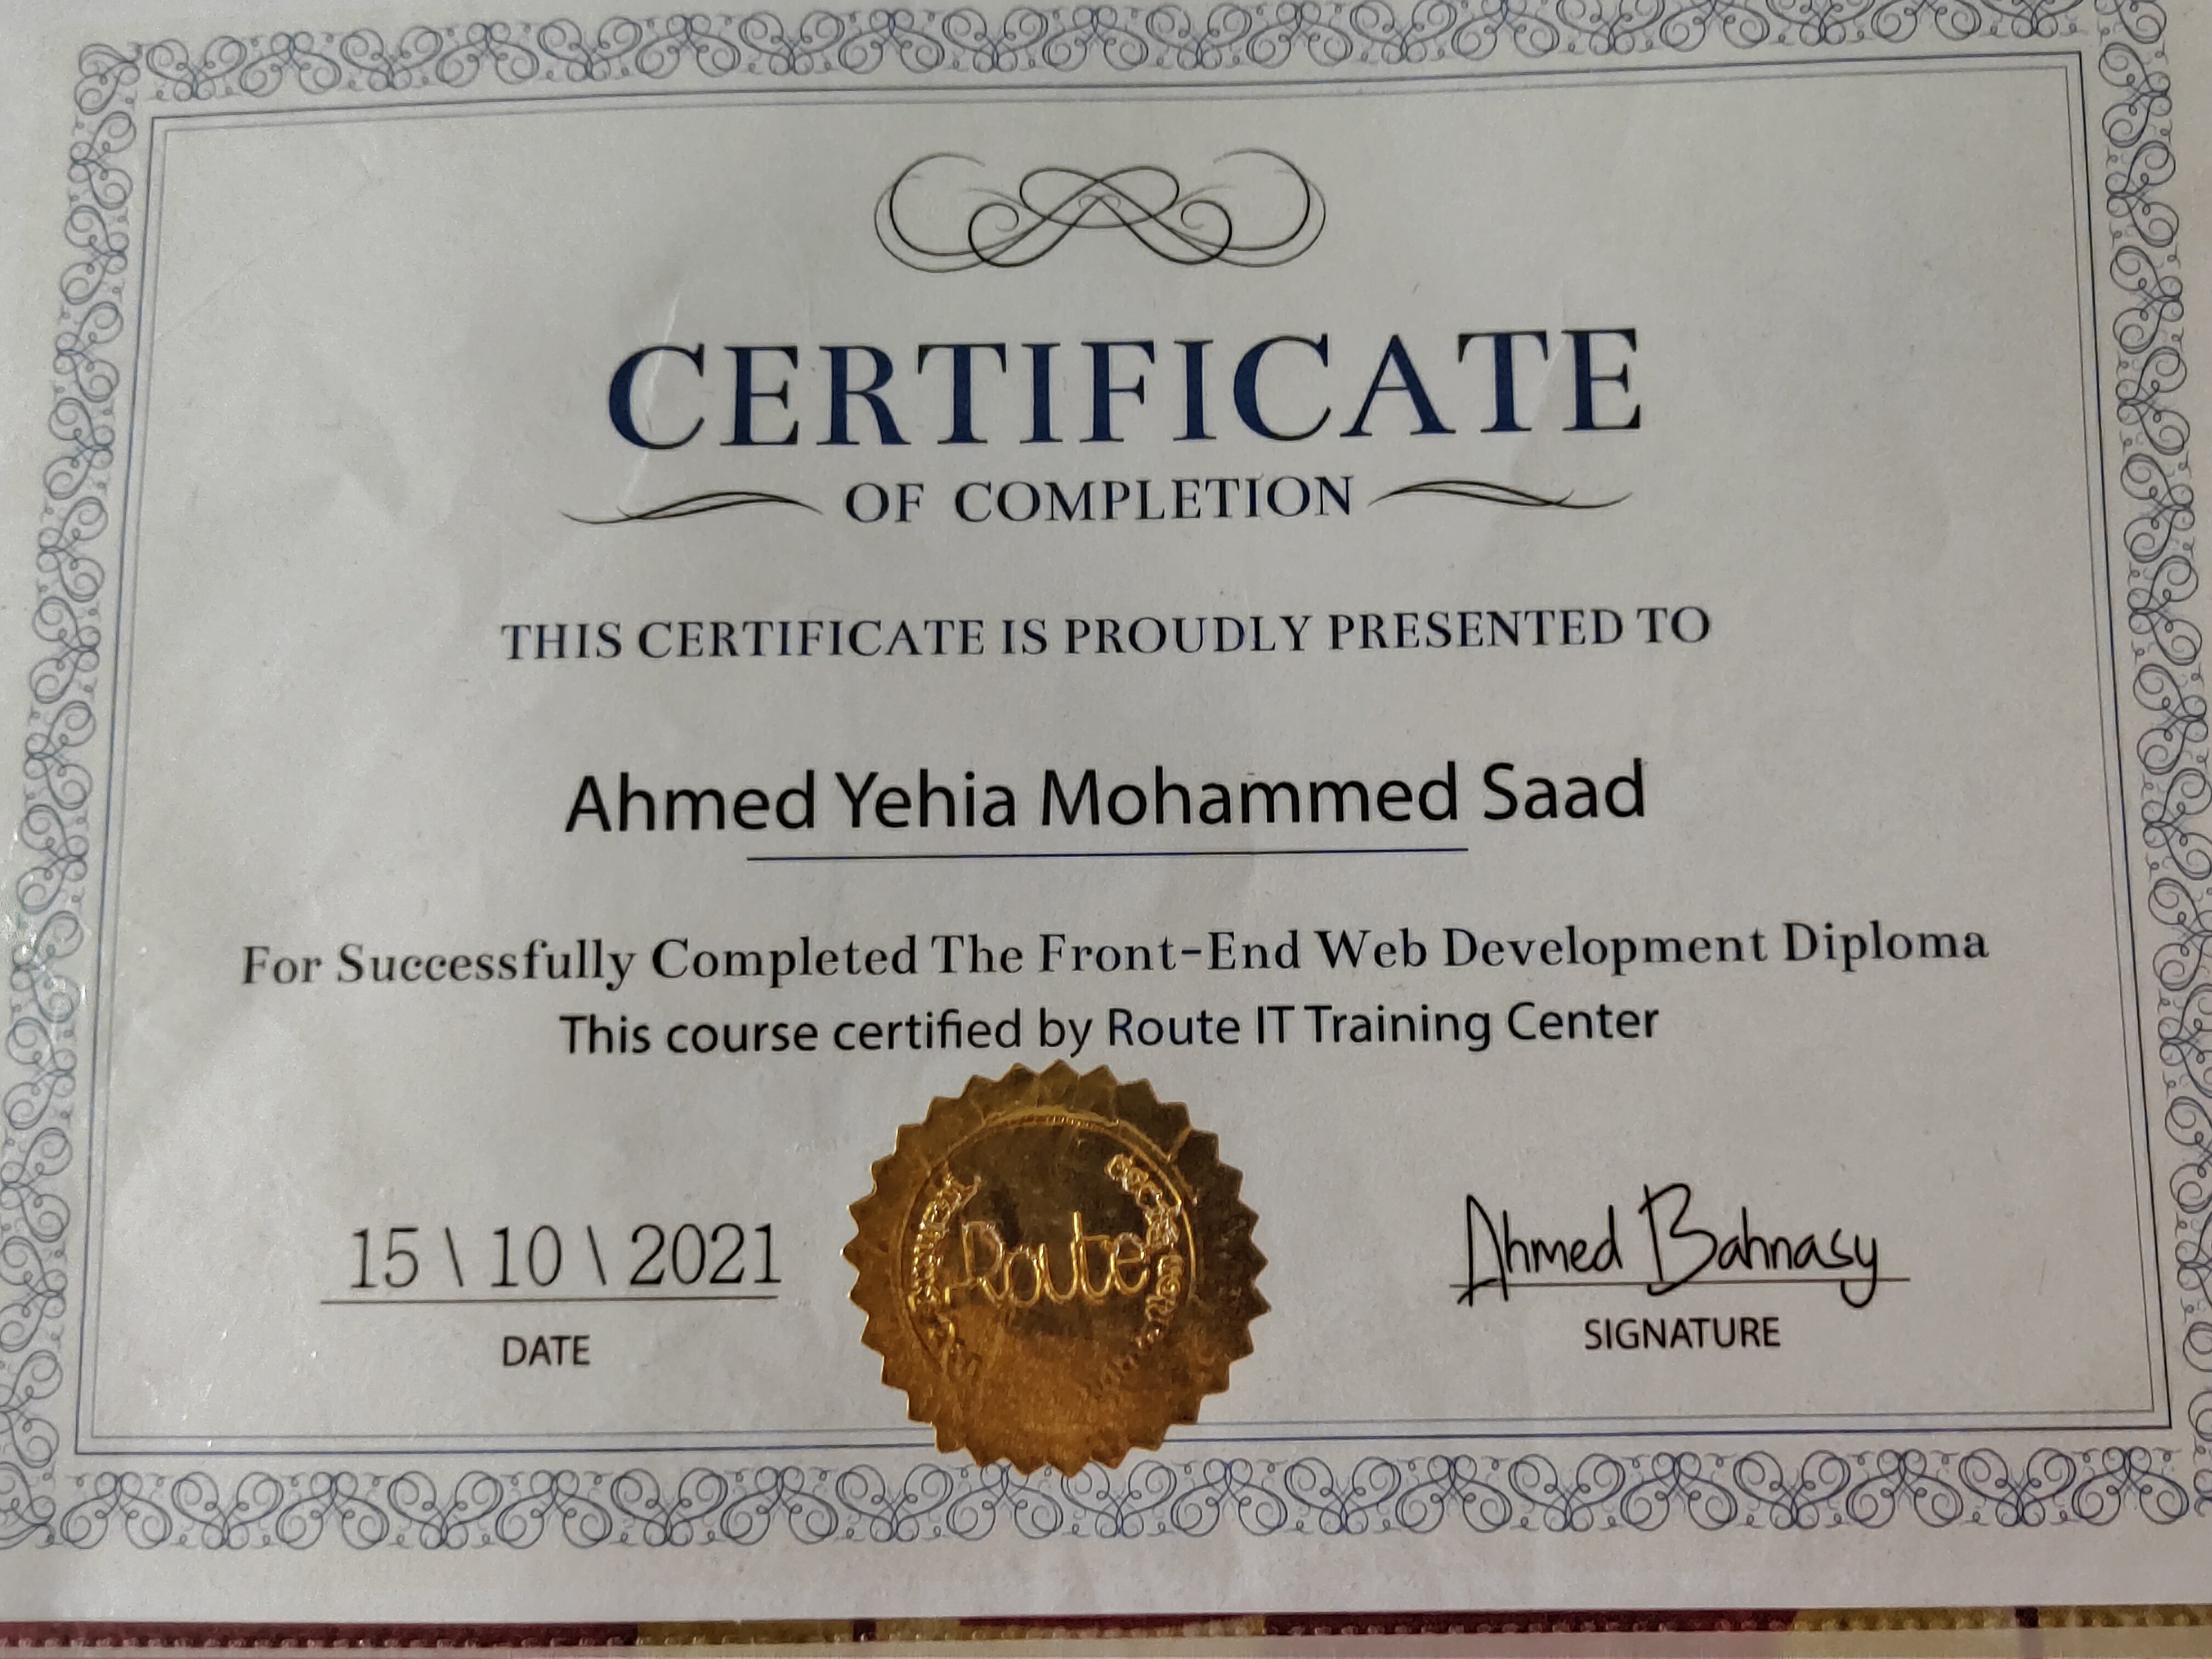 CERTIFICATE
OF COMPLETION
THIS CERTIFICATE IS PROUDLY PRESENTED TO
Ahmed Yehia Mohammed Saad
For Successfully Completed The Front-End Web Development Diploma
This course certified by Route IT Training Center
15 \ 10 \ 2021
DATE
Route
Ahmed Bahnasy
SIGNATURE